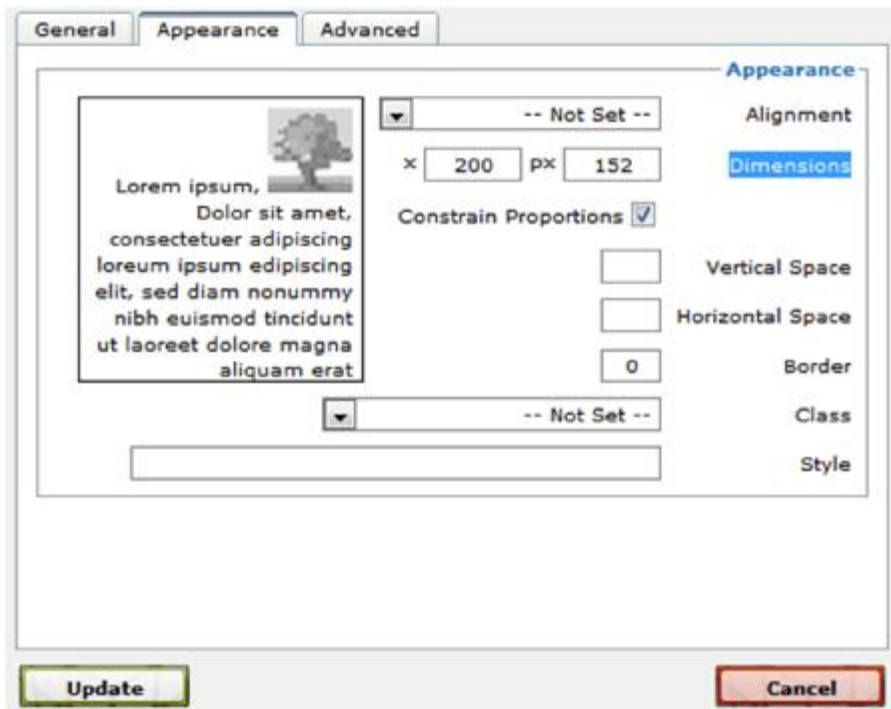 General Appearance Advanced
Appearance
Alignment -- Not Set --
Dimensions 152 px 200 x
Constrain Proportions
Vertical Space
Horizontal Space
Border 0
Class -- Not Set --
Style
Lorem ipsum,
Dolor sit amet,
consectetuer adipiscing
loreum ipsum edipiscing
elit, sed diam nonummy
nibh euismod tincidunt
ut laoreet dolore magna
aliquam erat
Update Cancel